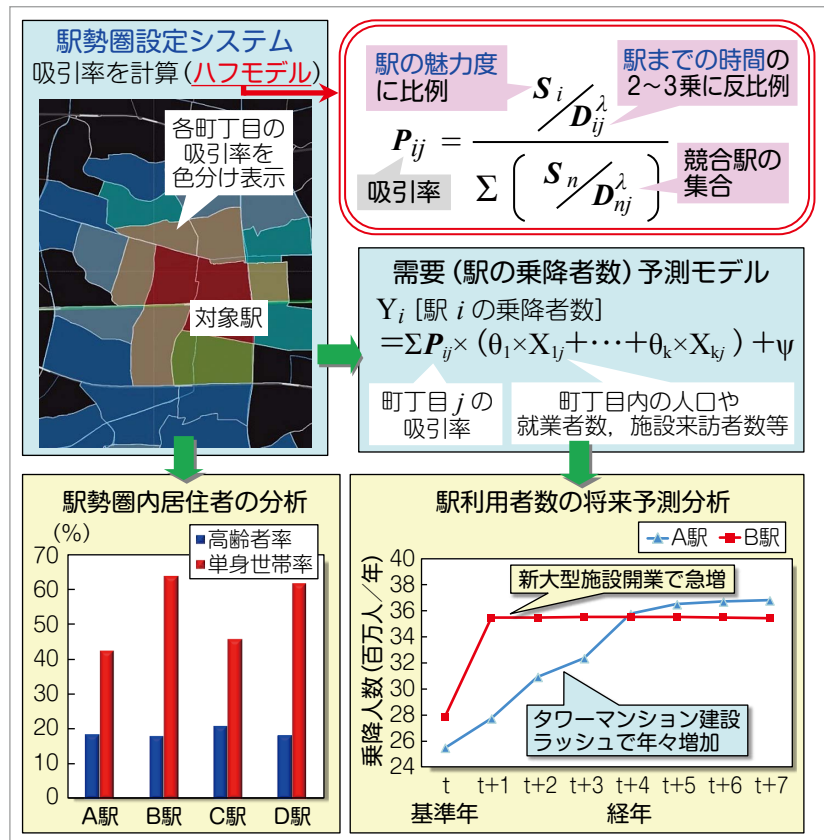 駅勢圏設定システム
吸引率を計算(ハフモデル)
各町丁目の
吸引率を
色分け表示
対象駅
駅の魅力度
に比例
駅までの時間の
2〜3乗に反比例
P_ij = (S_i / D_ij^λ) / Σ (S_n / D_nj^λ)
吸引率
競合駅の
集合
需要(駅の乗降者数)予測モデル
Y_i [駅 i の乗降者数]
=ΣP_ij×(θ_1×X_1j+⋯+θ_k×X_kj)+ψ
町丁目 j の
吸引率
町丁目内の人口や
就業者数,施設来訪者数等
駅勢圏内居住者の分析
(%)
70
60
50
40
30
20
10
0
高齢者率
単身世帯率
A駅 B駅 C駅 D駅
駅利用者数の将来予測分析
A駅 B駅
乗降人数(百万人/年)
40
38
36
34
32
30
28
26
24
新大型施設開業で急増
タワーマンション建設
ラッシュで年々増加
t t+1 t+2 t+3 t+4 t+5 t+6 t+7
基準年 経年